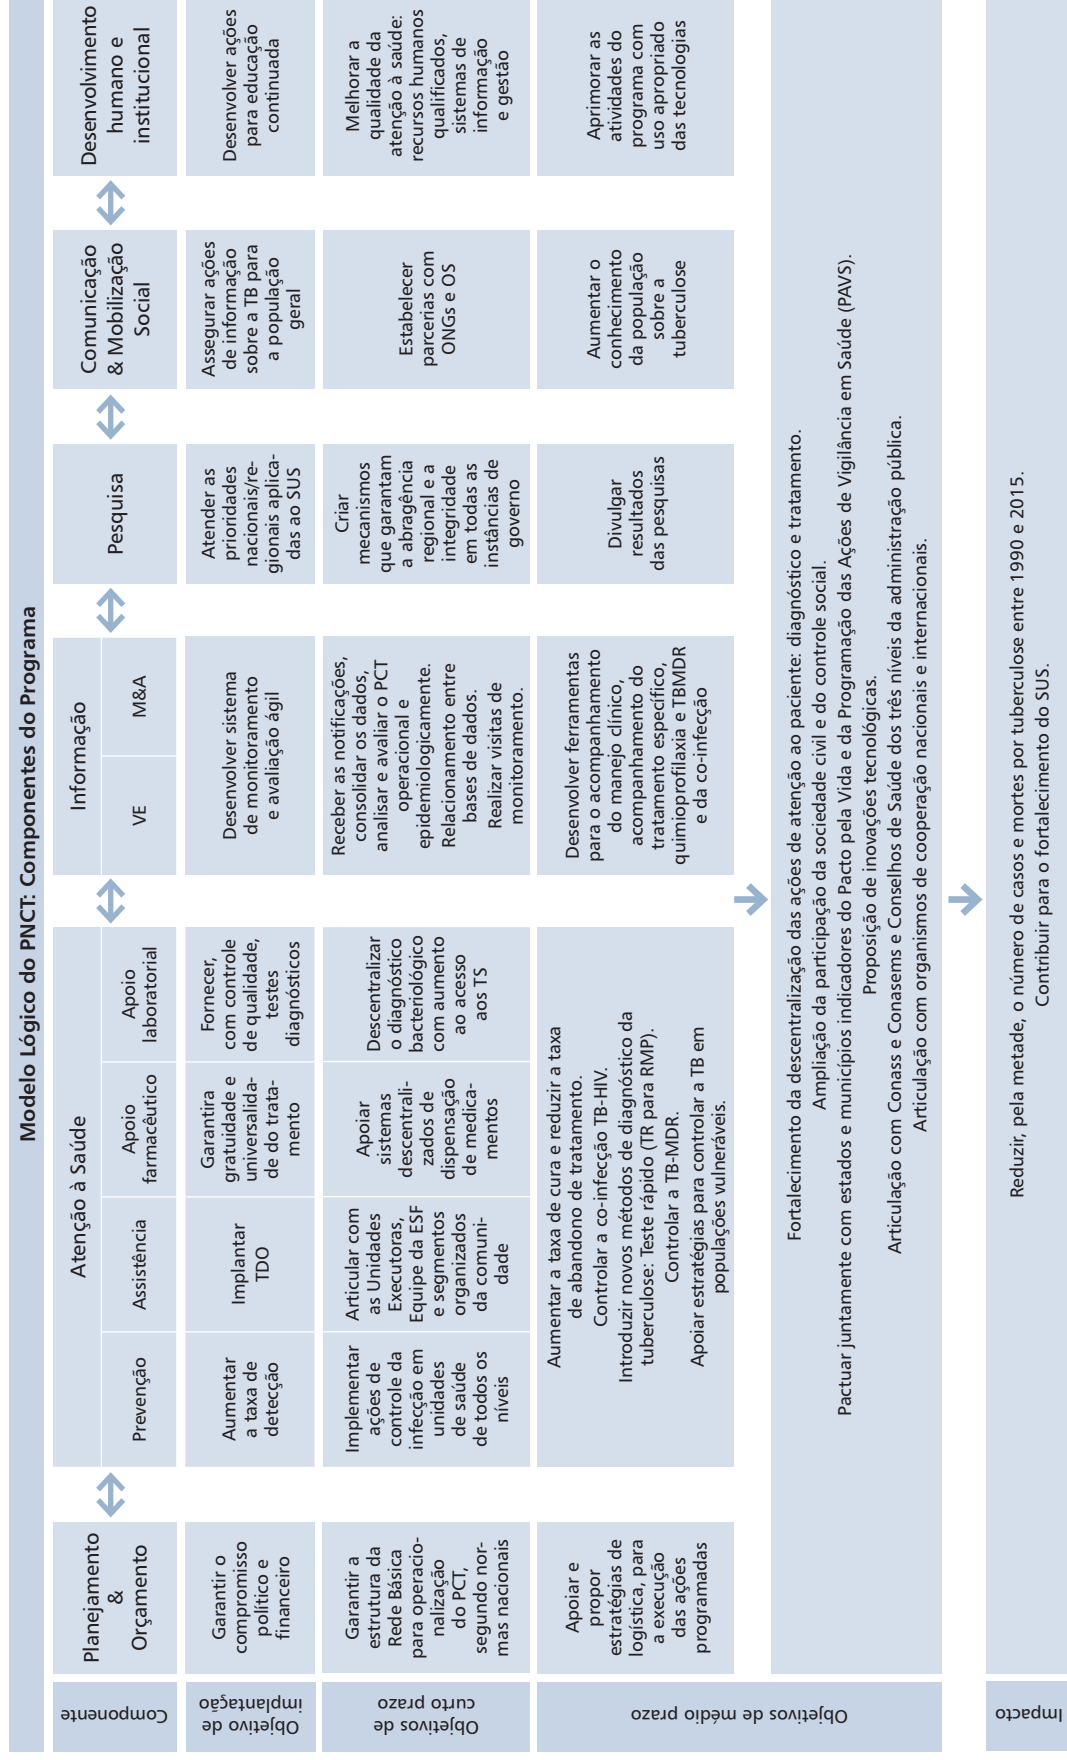 Modelo Lógico do PNCT: Componentes do Programa
Componente
Planejamento
&
Orçamento
Atenção à Saúde
Prevenção
Assistência
Apoio
farmacêutico
Apoio
laboratorial
Informação
VE
M&A
Pesquisa
Comunicação
& Mobilização
Social
Desenvolvimento
humano e
institucional
Objetivo de
implantação
Garantir o
compromisso
político e
financeiro
Aumentar
a taxa de
detecção
Implantar
TDO
Garantira
gratuidade e
universalida-
de do trata-
mento
Fornecer,
com controle
de qualidade,
testes
diagnósticos
Desenvolver sistema
de monitoramento
e avaliação ágil
Atender as
prioridades
nacionais/re-
gionais aplica-
das ao SUS
Assegurar ações
de informação
sobre a TB para
a população
geral
Desenvolver ações
para educação
continuada
Objetivos de
curto prazo
Garantir a
estrutura da
Rede Básica
para operacio-
nalização
do PCT,
segundo nor-
mas nacionais
Implementar
ações de
controle da
infecção em
unidades
de saúde
de todos os
níveis
Articular com
as Unidades
Executoras,
Equipe da ESF
e segmentos
organizados
da comuni-
dade
Apoiar
sistemas
descentrali-
zados de
dispensação
de medica-
mentos
Descentralizar
o diagnóstico
bacteriológico
com aumento
ao acesso
aos TS
Receber as notificações,
consolidar os dados,
analisar e avaliar o PCT
operacional e
epidemiologicamente.
Relacionamento entre
bases de dados.
Realizar visitas de
monitoramento.
Criar
mecanismos
que garantam
a abragência
regional e a
integridade
em todas as
instâncias de
governo
Estabelecer
parcerias com
ONGs e OS
Melhorar a
qualidade da
atenção à saúde:
recursos humanos
qualificados,
sistemas de
informação
e gestão
Objetivos de médio prazo
Apoiar e
propor
estratégias de
logística, para
a execução
das ações
programadas
Aumentar a taxa de cura e reduzir a taxa
de abandono de tratamento.
Controlar a co-infecção TB-HIV.
Introduzir novos métodos de diagnóstico da
tuberculose: Teste rápido (TR para RMP).
Controlar a TB-MDR.
Apoiar estratégias para controlar a TB em
populações vulneráveis.
Desenvolver ferramentas
para o acompanhamento
do manejo clínico,
acompanhamento do
tratamento específico,
quimioprofilaxia e TBMDR
e da co-infecção
Divulgar
resultados
das pesquisas
Aumentar o
conhecimento
da população
sobre a
tuberculose
Aprimorar as
atividades do
programa com
uso apropriado
das tecnologias
Fortalecimento da descentralização das ações de atenção ao paciente: diagnóstico e tratamento.
Ampliação da participação da sociedade civil e do controle social.
Pactuar juntamente com estados e municípios indicadores do Pacto pela Vida e da Programação das Ações de Vigilância em Saúde (PAVS).
Proposição de inovações tecnológicas.
Articulação com Conass e Conasems e Conselhos de Saúde dos três níveis da administração pública.
Articulação com organismos de cooperação nacionais e internacionais.
Impacto
Reduzir, pela metade, o número de casos e mortes por tuberculose entre 1990 e 2015.
Contribuir para o fortalecimento do SUS.